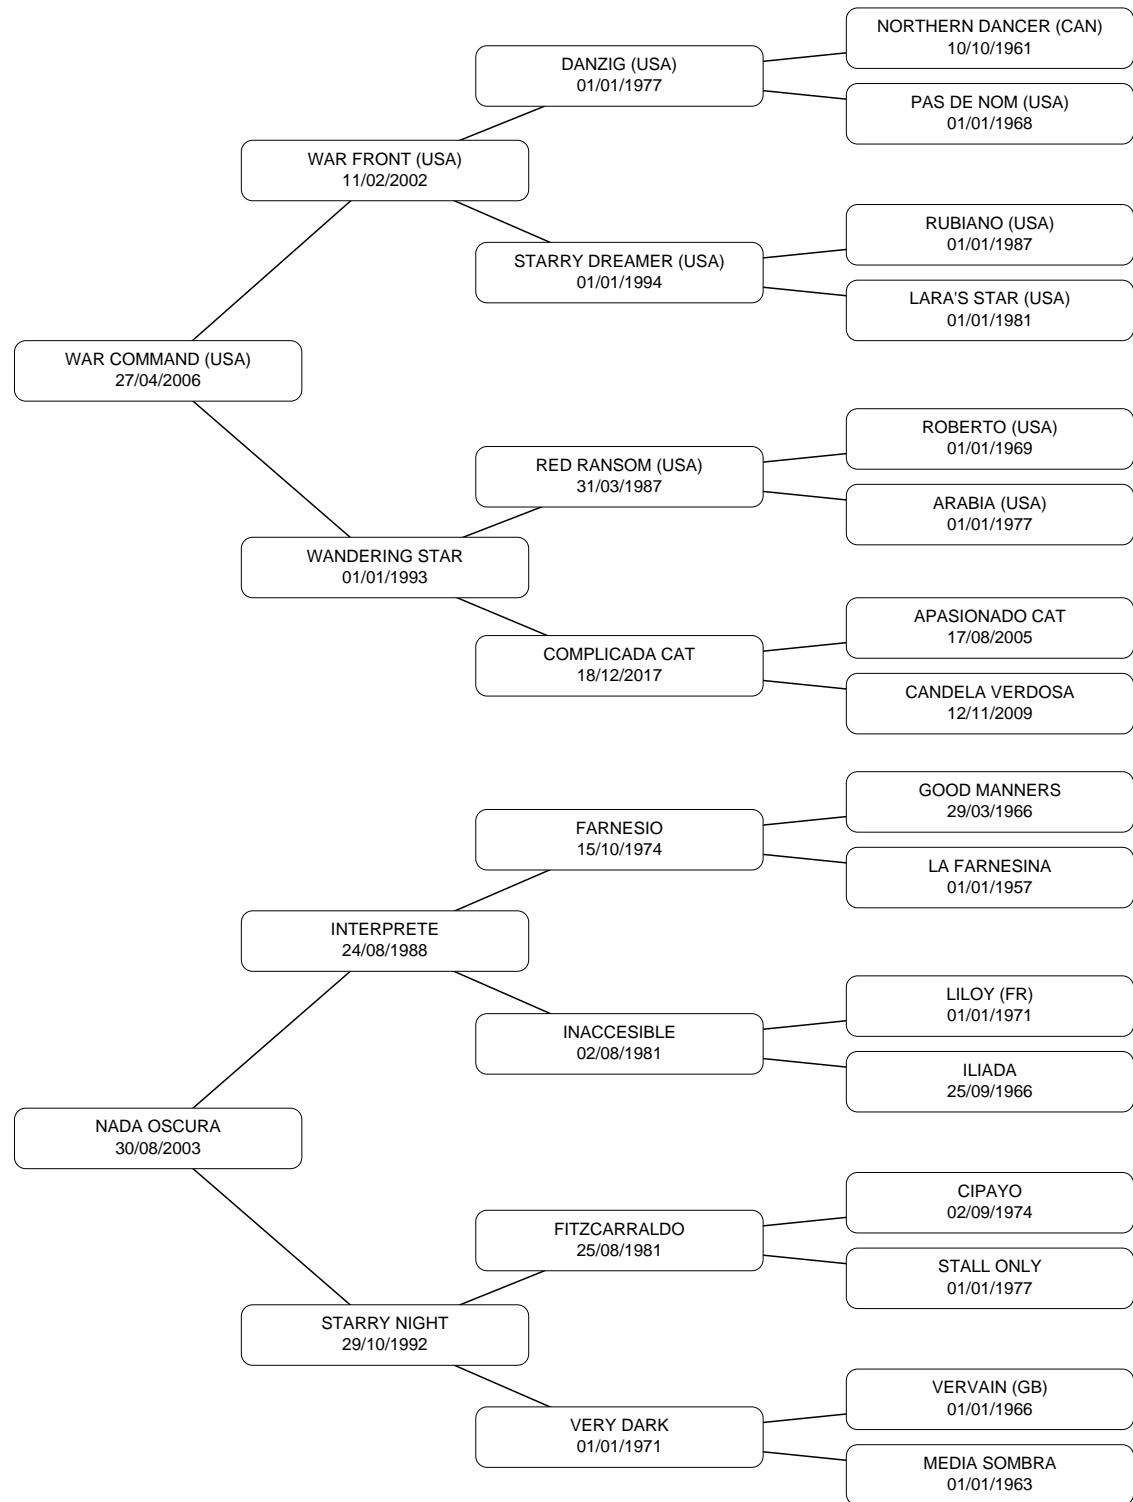 NORTHERN DANCER (CAN)
10/10/1961
DANZIG (USA)
01/01/1977
PAS DE NOM (USA)
01/01/1968
WAR FRONT (USA)
11/02/2002
RUBIANO (USA)
01/01/1987
STARRY DREAMER (USA)
01/01/1994
LARA'S STAR (USA)
01/01/1981
WAR COMMAND (USA)
27/04/2006
ROBERTO (USA)
01/01/1969
RED RANSOM (USA)
31/03/1987
ARABIA (USA)
01/01/1977
WANDERING STAR
01/01/1993
APASIONADO CAT
17/08/2005
COMPLICADA CAT
18/12/2017
CANDELA VERDOSA
12/11/2009
GOOD MANNERS
29/03/1966
FARNESIO
15/10/1974
LA FARNESINA
01/01/1957
INTERPRETE
24/08/1988
LILOY (FR)
01/01/1971
INACCESIBLE
02/08/1981
ILIADA
25/09/1966
NADA OSCURA
30/08/2003
CIPAYO
02/09/1974
FITZCARRALDO
25/08/1981
STALL ONLY
01/01/1977
STARRY NIGHT
29/10/1992
VERVAIN (GB)
01/01/1966
VERY DARK
01/01/1971
MEDIA SOMBRA
01/01/1963